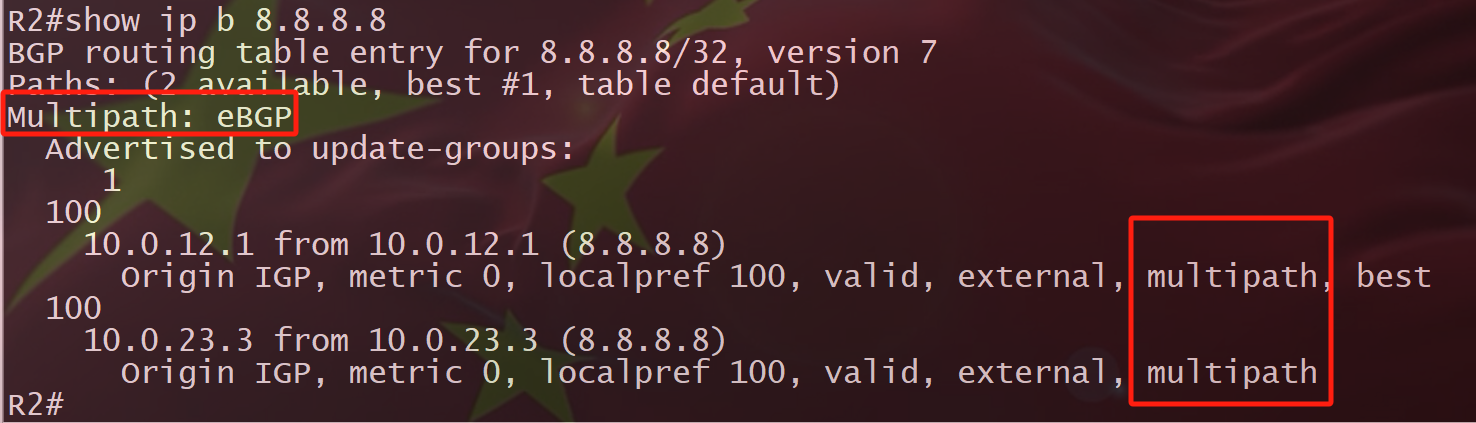 R2#show ip b 8.8.8.8
BGP routing table entry for 8.8.8.8/32, version 7
Paths: (2 available, best #1, table default)
Multipath: eBGP
Advertised to update-groups:
1
100
10.0.12.1 from 10.0.12.1 (8.8.8.8)
Origin IGP, metric 0, localpref 100, valid, external, multipath, best
100
10.0.23.3 from 10.0.23.3 (8.8.8.8)
Origin IGP, metric 0, localpref 100, valid, external, multipath
R2#